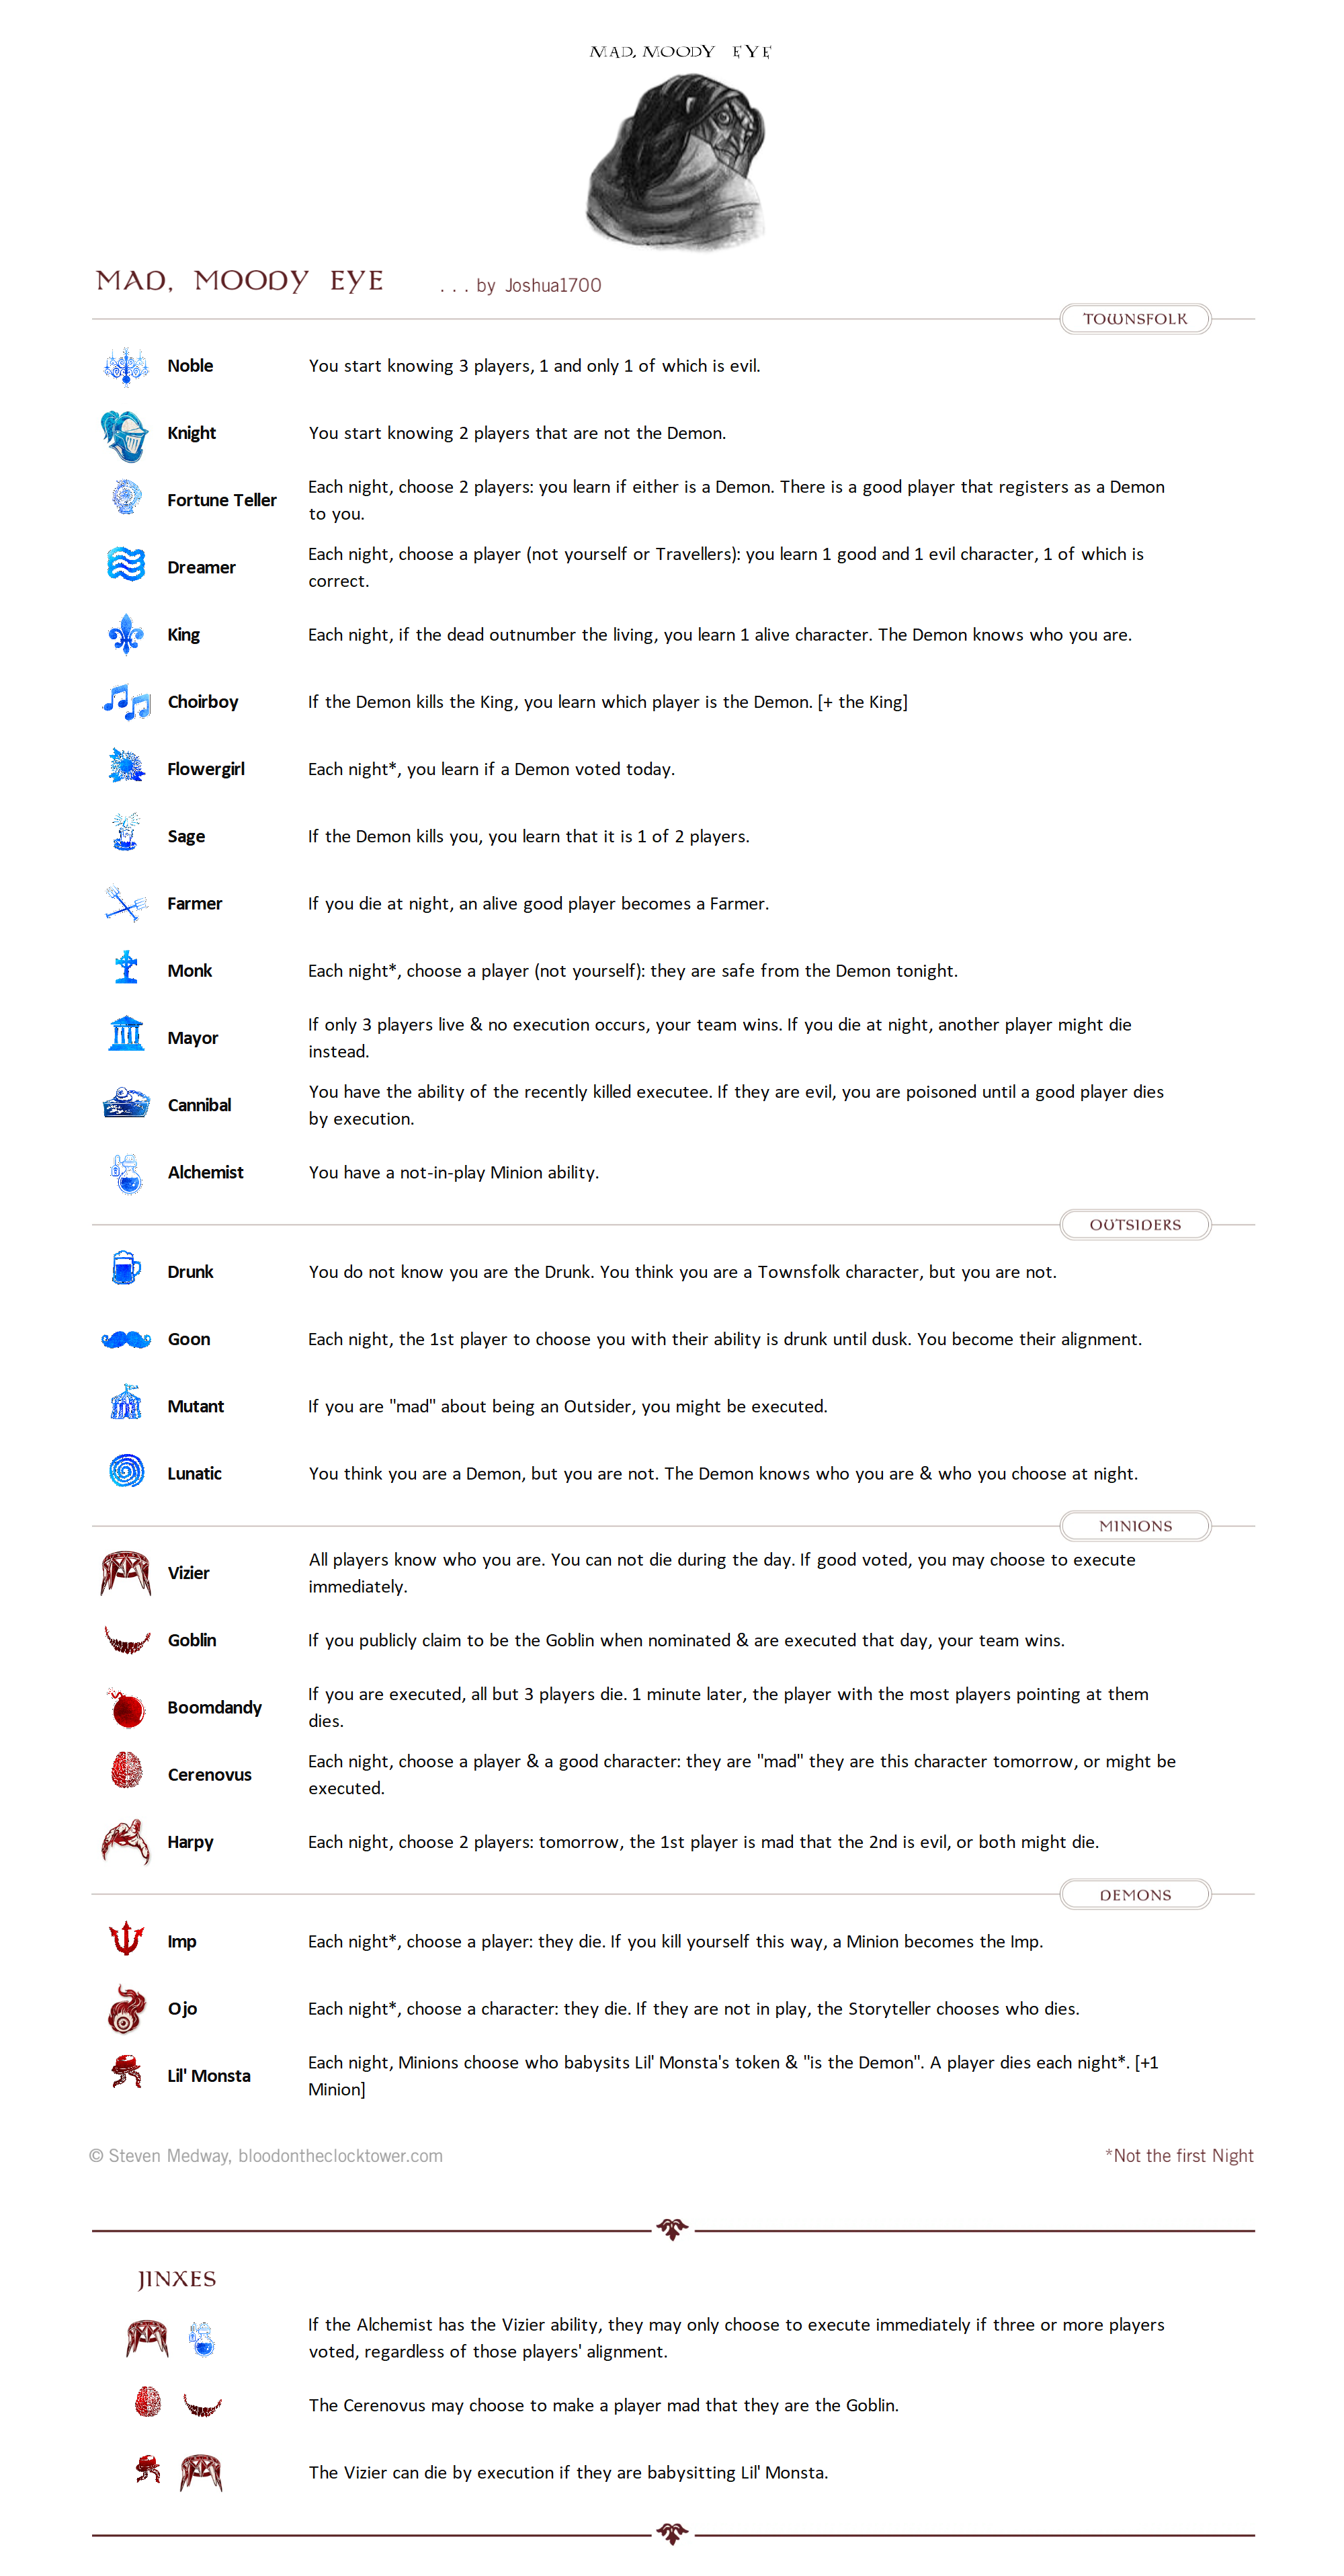 MAD, MOODY EYE
MAD, MOODY EYE ... by Joshua1700
TOWNSFOLK
Noble You start knowing 3 players, 1 and only 1 of which is evil.
Knight You start knowing 2 players that are not the Demon.
Fortune Teller Each night, choose 2 players: you learn if either is a Demon. There is a good player that registers as a Demon
to you.
Dreamer Each night, choose a player (not yourself or Travellers): you learn 1 good and 1 evil character, 1 of which is
correct.
King Each night, if the dead outnumber the living, you learn 1 alive character. The Demon knows who you are.
Choirboy If the Demon kills the King, you learn which player is the Demon. [+ the King]
Flowergirl Each night*, you learn if a Demon voted today.
Sage If the Demon kills you, you learn that it is 1 of 2 players.
Farmer If you die at night, an alive good player becomes a Farmer.
Monk Each night*, choose a player (not yourself): they are safe from the Demon tonight.
Mayor If only 3 players live & no execution occurs, your team wins. If you die at night, another player might die
instead.
Cannibal You have the ability of the recently killed executee. If they are evil, you are poisoned until a good player dies
by execution.
Alchemist You have a not-in-play Minion ability.
OUTSIDERS
Drunk You do not know you are the Drunk. You think you are a Townsfolk character, but you are not.
Goon Each night, the 1st player to choose you with their ability is drunk until dusk. You become their alignment.
Mutant If you are "mad" about being an Outsider, you might be executed.
Lunatic You think you are a Demon, but you are not. The Demon knows who you are & who you choose at night.
MINIONS
Vizier All players know who you are. You can not die during the day. If good voted, you may choose to execute
immediately.
Goblin If you publicly claim to be the Goblin when nominated & are executed that day, your team wins.
Boomdandy If you are executed, all but 3 players die. 1 minute later, the player with the most players pointing at them
dies.
Cerenovus Each night, choose a player & a good character: they are "mad" they are this character tomorrow, or might be
executed.
Harpy Each night, choose 2 players: tomorrow, the 1st player is mad that the 2nd is evil, or both might die.
DEMONS
Imp Each night*, choose a player: they die. If you kill yourself this way, a Minion becomes the Imp.
Ojo Each night*, choose a character: they die. If they are not in play, the Storyteller chooses who dies.
Lil' Monsta Each night, Minions choose who babysits Lil' Monsta's token & "is the Demon". A player dies each night*. [+1
Minion]
© Steven Medway, bloodontheclocktower.com *Not the first Night
JINXES
If the Alchemist has the Vizier ability, they may only choose to execute immediately if three or more players
voted, regardless of those players' alignment.
The Cerenovus may choose to make a player mad that they are the Goblin.
The Vizier can die by execution if they are babysitting Lil' Monsta.